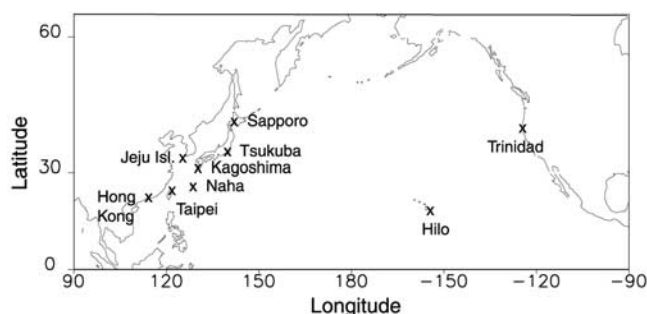 60
Latitude
Sapporo
Jeju Isl.
Tsukuba
Trinidad
30
Kagoshima
Naha
Hong
Kong
Taipei
Hilo
0
90
120
150
180
−150
−120
−90
Longitude